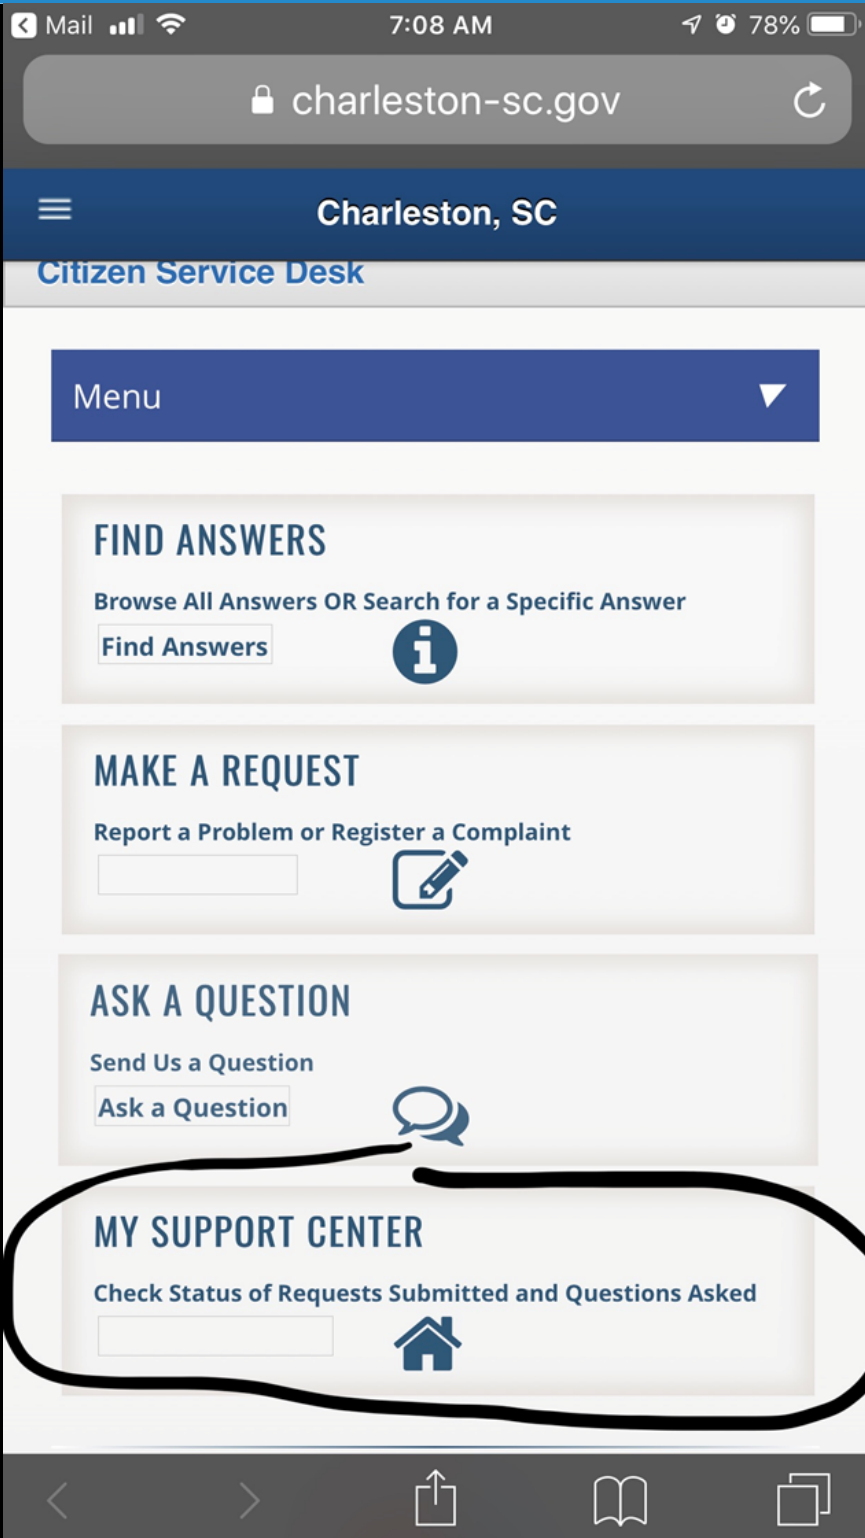 Mail
7:08 AM
78%
charleston-sc.gov
Charleston, SC
Citizen Service Desk
Menu
FIND ANSWERS
Browse All Answers OR Search for a Specific Answer
Find Answers
MAKE A REQUEST
Report a Problem or Register a Complaint
ASK A QUESTION
Send Us a Question
Ask a Question
MY SUPPORT CENTER
Check Status of Requests Submitted and Questions Asked